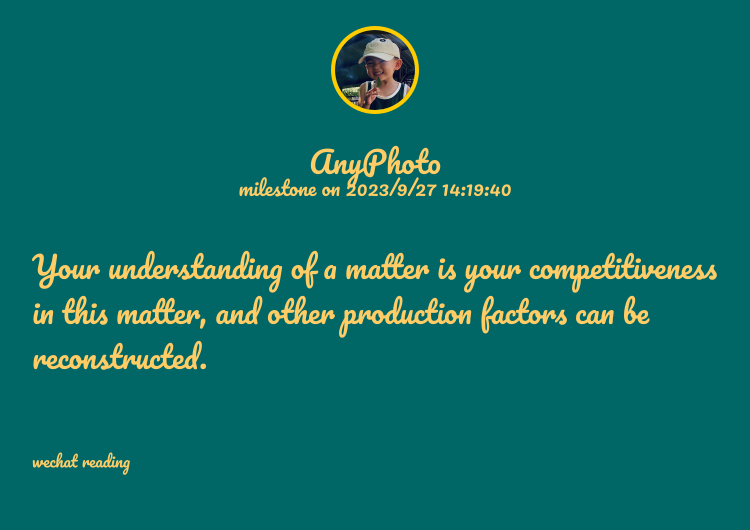 AnyPhoto
milestone on 2023/9/27 14:19:40
Your understanding of a matter is your competitiveness
in this matter, and other production factors can be
reconstructed.
wechat reading